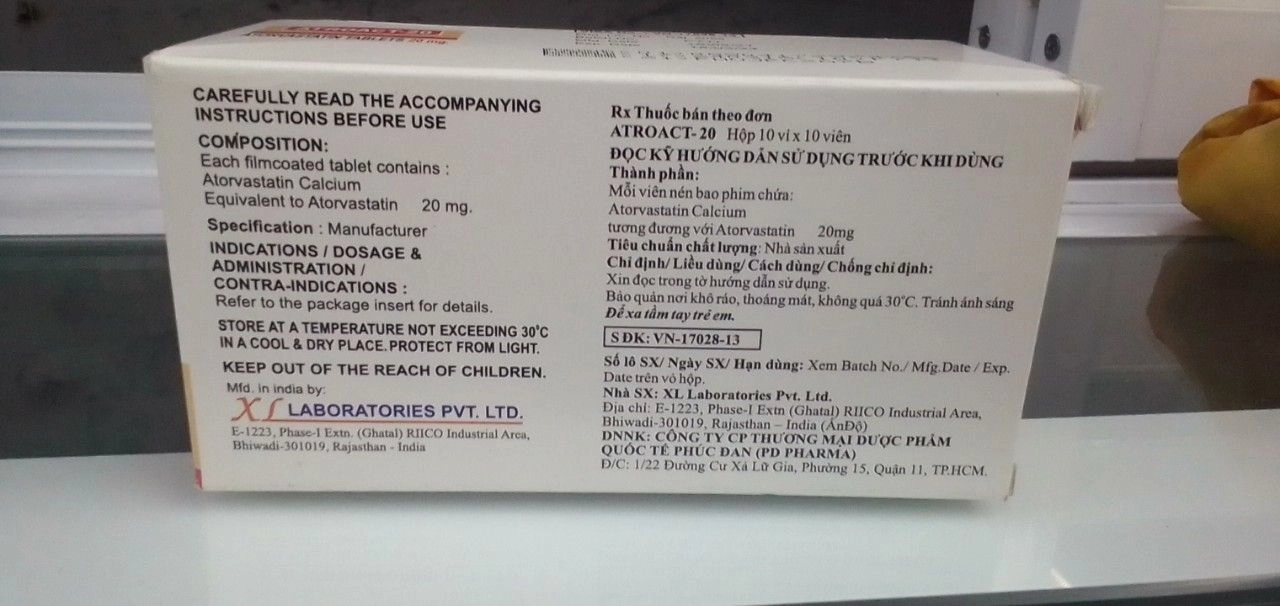 ATORVASTATIN TABLETS 20 mg
CAREFULLY READ THE ACCOMPANYING
INSTRUCTIONS BEFORE USE
COMPOSITION:
Each filmcoated tablet contains :
Atorvastatin Calcium
Equivalent to Atorvastatin 20 mg.
Specification : Manufacturer
INDICATIONS / DOSAGE &
ADMINISTRATION /
CONTRA-INDICATIONS :
Refer to the package insert for details.
STORE AT A TEMPERATURE NOT EXCEEDING 30°C
IN A COOL & DRY PLACE. PROTECT FROM LIGHT.
KEEP OUT OF THE REACH OF CHILDREN.
Mfd. in india by:
XL LABORATORIES PVT. LTD.
E-1223, Phase-I Extn. (Ghatal) RIICO Industrial Area,
Bhiwadi-301019, Rajasthan - India
Rx Thuốc bán theo đơn
ATROACT- 20 Hộp 10 vỉ x 10 viên
ĐỌC KỸ HƯỚNG DẪN SỬ DỤNG TRƯỚC KHI DÙNG
Thành phần:
Mỗi viên nén bao phim chứa:
Atorvastatin Calcium
tương đương với Atorvastatin 20mg
Tiêu chuẩn chất lượng: Nhà sản xuất
Chỉ định/ Liều dùng/ Cách dùng/ Chống chỉ định:
Xin đọc trong tờ hướng dẫn sử dụng.
Bảo quản nơi khô ráo, thoáng mát, không quá 30°C. Tránh ánh sáng
Để xa tầm tay trẻ em.
SĐK: VN-17028-13
Số lô SX/ Ngày SX/ Hạn dùng: Xem Batch No./ Mfg.Date / Exp.
Date trên vỏ hộp.
Nhà SX: XL Laboratories Pvt. Ltd.
Địa chỉ: E-1223, Phase-I Extn (Ghatal) RIICO Industrial Area,
Bhiwadi-301019, Rajasthan – India (ẤnĐộ)
DNNK: CÔNG TY CP THƯƠNG MẠI DƯỢC PHẨM
QUỐC TẾ PHÚC ĐAN (PD PHARMA)
Đ/C: 1/22 Đường Cư Xá Lữ Gia, Phường 15, Quận 11, TP.HCM.